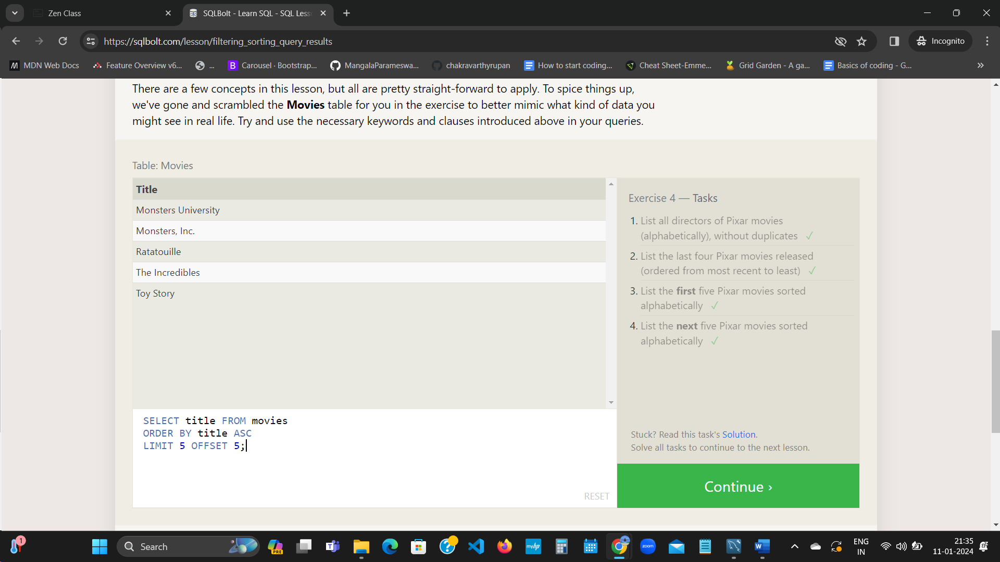 Zen Class
SQLBolt - Learn SQL - SQL Less
https://sqlbolt.com/lesson/filtering_sorting_query_results
Incognito
MDN Web Docs
Feature Overview v6...
...
Carousel · Bootstrap...
MangalaParameswa...
chakravarthyrupan
How to start coding...
Cheat Sheet-Emme...
Grid Garden - A ga...
Basics of coding - G...
There are a few concepts in this lesson, but all are pretty straight-forward to apply. To spice things up,
we've gone and scrambled the Movies table for you in the exercise to better mimic what kind of data you
might see in real life. Try and use the necessary keywords and clauses introduced above in your queries.
Table: Movies
Title
Monsters University
Monsters, Inc.
Ratatouille
The Incredibles
Toy Story
SELECT title FROM movies
ORDER BY title ASC
LIMIT 5 OFFSET 5;
RESET
Exercise 4 — Tasks
1. List all directors of Pixar movies
(alphabetically), without duplicates ✓
2. List the last four Pixar movies released
(ordered from most recent to least) ✓
3. List the first five Pixar movies sorted
alphabetically ✓
4. List the next five Pixar movies sorted
alphabetically ✓
Stuck? Read this task's Solution.
Solve all tasks to continue to the next lesson.
Continue ›
1
Search
PRE
myhp
zoom
ENG
IN
21:35
11-01-2024